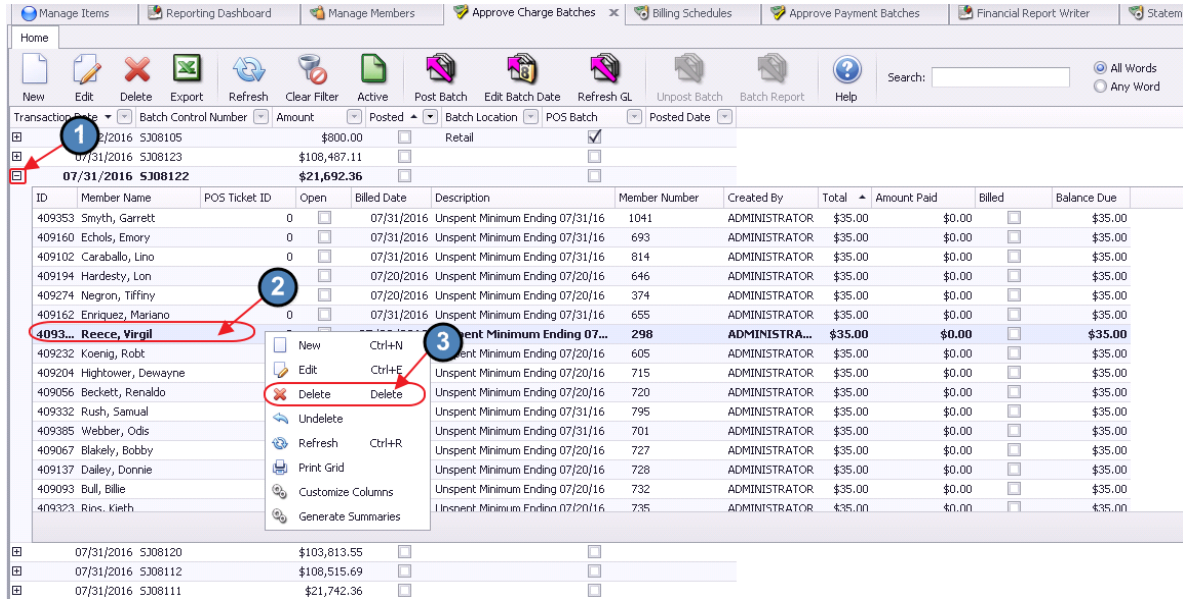 Manage Items Reporting Dashboard Manage Members Approve Charge Batches x Billing Schedules Approve Payment Batches Financial Report Writer Statem
Home
New Edit Delete Export Refresh Clear Filter Active Post Batch Edit Batch Date Refresh GL Unpost Batch Batch Report Help Search: All Words
Any Word
Transaction Date Batch Control Number Amount Posted Batch Location POS Batch Posted Date
1
2/2016 SJ08105 $800.00 Retail
07/31/2016 SJ08123 $108,487.11
07/31/2016 SJ08122 $21,692.36
ID Member Name POS Ticket ID Open Billed Date Description Member Number Created By Total Amount Paid Billed Balance Due
409353 Smyth, Garrett 0 07/31/2016 Unspent Minimum Ending 07/31/16 1041 ADMINISTRATOR $35.00 $0.00 $35.00
409160 Echols, Emory 0 07/31/2016 Unspent Minimum Ending 07/31/16 693 ADMINISTRATOR $35.00 $0.00 $35.00
409102 Caraballo, Lino 0 07/31/2016 Unspent Minimum Ending 07/31/16 814 ADMINISTRATOR $35.00 $0.00 $35.00
409194 Hardesty, Lon 07/20/2016 Unspent Minimum Ending 07/20/16 646 ADMINISTRATOR $35.00 $0.00 $35.00
2
409274 Negron, Tiffiny 07/20/2016 Unspent Minimum Ending 07/20/16 374 ADMINISTRATOR $35.00 $0.00 $35.00
409162 Enriquez, Mariano 0 07/31/2016 Unspent Minimum Ending 07/31/16 655 ADMINISTRATOR $35.00 $0.00 $35.00
4093... Reece, Virgil pent Minimum Ending 07... 298 ADMINISTRA... $35.00 $0.00 $35.00
3
409232 Koenig, Robt Unspent Minimum Ending 07/20/16 605 ADMINISTRATOR $35.00 $0.00 $35.00
409204 Hightower, Dewayne Unspent Minimum Ending 07/20/16 715 ADMINISTRATOR $35.00 $0.00 $35.00
409056 Beckett, Renaldo Unspent Minimum Ending 07/20/16 720 ADMINISTRATOR $35.00 $0.00 $35.00
409332 Rush, Samual Unspent Minimum Ending 07/31/16 795 ADMINISTRATOR $35.00 $0.00 $35.00
409385 Webber, Odis Unspent Minimum Ending 07/31/16 701 ADMINISTRATOR $35.00 $0.00 $35.00
409067 Blakely, Bobby Unspent Minimum Ending 07/20/16 727 ADMINISTRATOR $35.00 $0.00 $35.00
409137 Dailey, Donnie Unspent Minimum Ending 07/20/16 728 ADMINISTRATOR $35.00 $0.00 $35.00
409093 Bull, Billie Unspent Minimum Ending 07/20/16 732 ADMINISTRATOR $35.00 $0.00 $35.00
409323 Rios, Kieth Unspent Minimum Ending 07/20/16 735 ADMINISTRATOR $35.00 $0.00 $35.00
New Ctrl+N
Edit Ctrl+E
Delete Delete
Undelete
Refresh Ctrl+R
Print Grid
Customize Columns
Generate Summaries
07/31/2016 SJ08120 $103,813.55
07/31/2016 SJ08112 $108,515.69
07/31/2016 SJ08111 $21,742.36